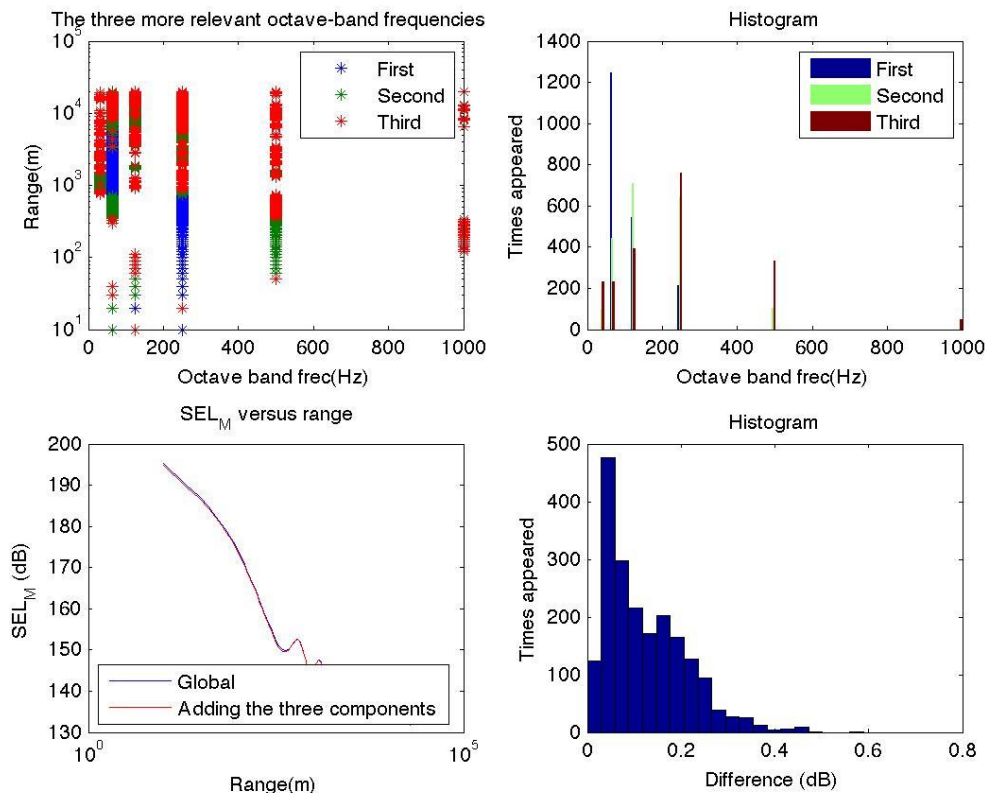 The three more relevant octave-band frequencies
10^5
10^4
10^3
10^2
10^1
Range(m)
First
Second
Third
0 200 400 600 800 1000
Octave band frec(Hz)
Histogram
1400
1200
1000
800
600
400
200
0
Times appeared
First
Second
Third
0 200 400 600 800 1000
Octave band frec(Hz)
SEL_M versus range
200
190
180
170
160
150
140
130
SEL_M (dB)
Global
Adding the three components
10^0 10^5
Range(m)
Histogram
500
400
300
200
100
0
Times appeared
0 0.2 0.4 0.6 0.8
Difference (dB)